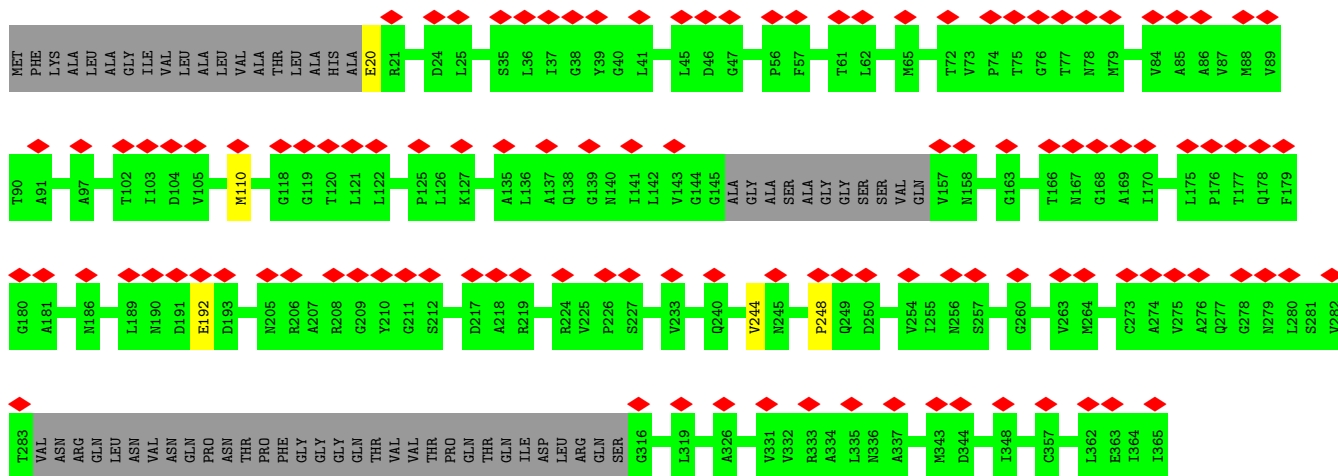 MET PHE LYS ALA LEU ALA ALA GLY ILE VAL LEU ALA LEU VAL ALA THR LEU ALA HIS ALA E20 R21 D24 L25 S35 L36 I37 G38 Y39 G40 L41 L45 D46 G47 P56 F57 T61 L62 M65 T72 V73 P74 T75 G76 T77 N78 M79 V84 A85 A86 V87 M88 V89
T90 A91 A97 T102 I103 D104 V105 M110 G118 G119 T120 L121 L122 P125 L126 K127 A135 L136 A137 Q138 G139 N140 I141 L142 V143 G144 G145 ALA GLY ALA SER ALA GLY GLY SER SER VAL GLN V157 N158 G163 T166 N167 G168 A169 I170 L175 P176 T177 Q178 F179
G180 A181 N186 L189 N190 D191 E192 D193 N205 R206 A207 R208 G209 Y210 G211 S212 D217 A218 R219 R224 V225 P226 S227 V233 Q240 V244 N245 P248 Q249 D250 V254 I255 N256 S257 G260 V263 M264 C273 A274 V275 A276 Q277 G278 N279 L280 S281 V282
T283 VAL ASN ARG GLN LEU ASN VAL ASN GLN PRO ASN THR PRO PHE GLY GLY GLY GLN THR VAL VAL THR PRO GLN THR GLN ILE ASP LEU ARG GLN SER G316 L319 A326 V331 V332 R333 A334 L335 N336 A337 M343 D344 I348 C357 L362 E363 I364 I365